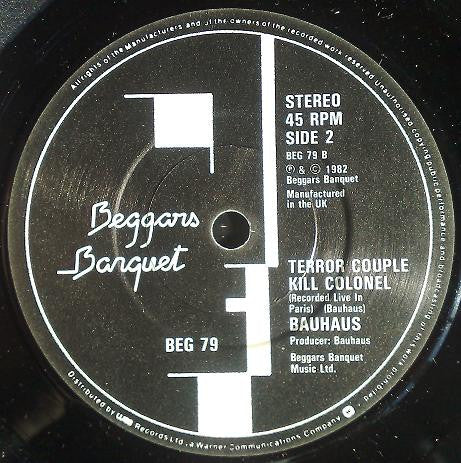 All rights of the Manufacturers and of the owners of the recorded work reserved. Unauthorised copying public performance and broadcasting of this work prohibited.
STEREO
45 RPM
SIDE 2
BEG 79 B
℗ & © 1982
Beggars Banquet
Manufactured
in the UK
Beggars
Banquet
TERROR COUPLE
KILL COLONEL
(Recorded Live In
Paris) (Bauhaus)
BAUHAUS
Producer: Bauhaus
Beggars Banquet
Music Ltd.
BEG 79
Distributed by wea Records Ltd., a Warner Communications Company